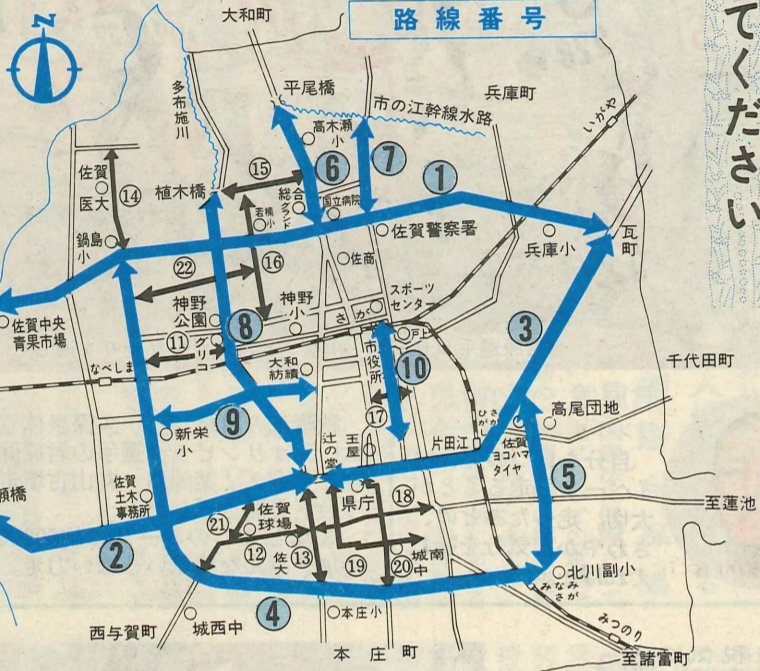 路線番号
てください
N
大和町
多布施川
平尾橋
市の江幹線水路
兵庫町
いがや
高木瀬小
⑥
⑦
①
⑮
植木橋
総合グランド
国立病院
若楠小
佐賀医大
⑭
鍋島小
佐賀警察署
兵庫小
瓦町
㉒
⑯
佐商
神野公園
⑧
神野小
スポーツセンター
さが
戸上
③
佐賀中央青果市場
⑪
グリコ
なべしま
大和紡績
市役所
⑩
千代田町
⑨
⑰
新栄小
辻の堂
玉屋
片田江
ひがしさが
佐賀ヨコハマタイヤ
高尾団地
⑤
瀬橋
佐賀土木事務所
県庁
⑱
至蓮池
②
㉑
佐賀球場
⑫
佐大
⑬
⑲
⑳
城南中
北川副小
みなみさが
④
本庄小
西与賀町
城西中
本庄町
みつのり
至諸富町